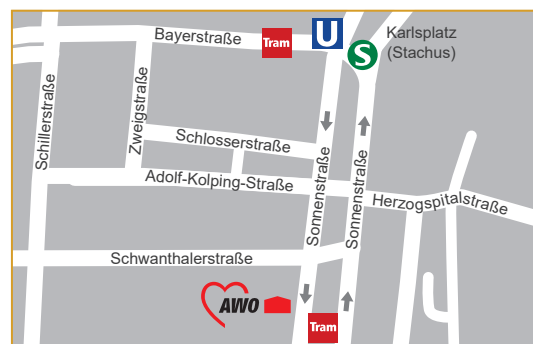 Bayerstraße
Tram
U
S
Karlsplatz
(Stachus)
Schillerstraße
Zweigstraße
Schlosserstraße
Sonnenstraße
Sonnenstraße
Adolf-Kolping-Straße
Herzogspitalstraße
Schwanthalerstraße
AWO
Tram